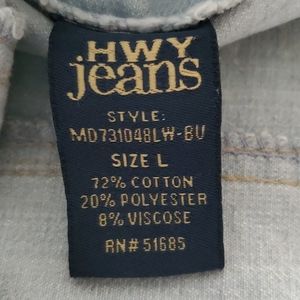 HWY
jeans
STYLE:
MD731048LW-BU
SIZE L
72% COTTON
20% POLYESTER
8% VISCOSE
RN# 51685